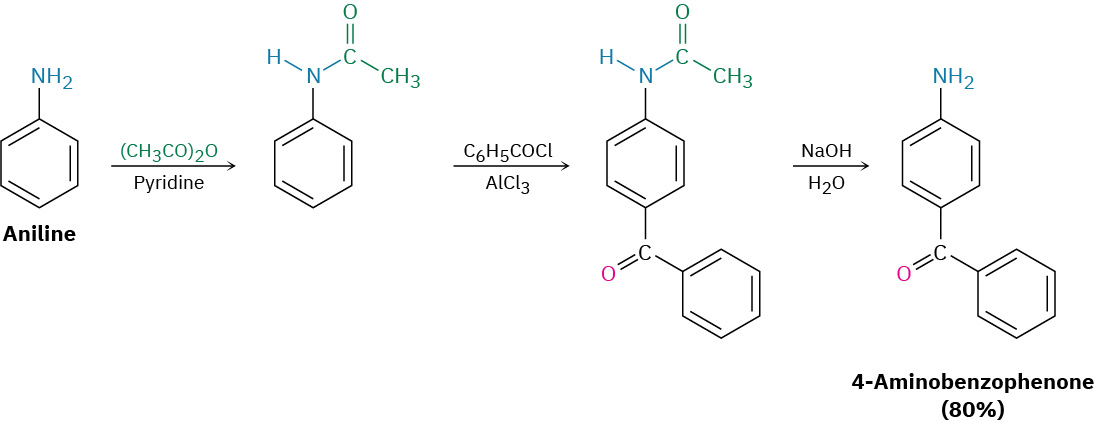 NH₂
Aniline
(CH₃CO)₂O
Pyridine
O
H
N
C
CH₃
C₆H₅COCl
AlCl₃
O
H
N
C
CH₃
C
O
NaOH
H₂O
NH₂
C
O
4-Aminobenzophenone
(80%)